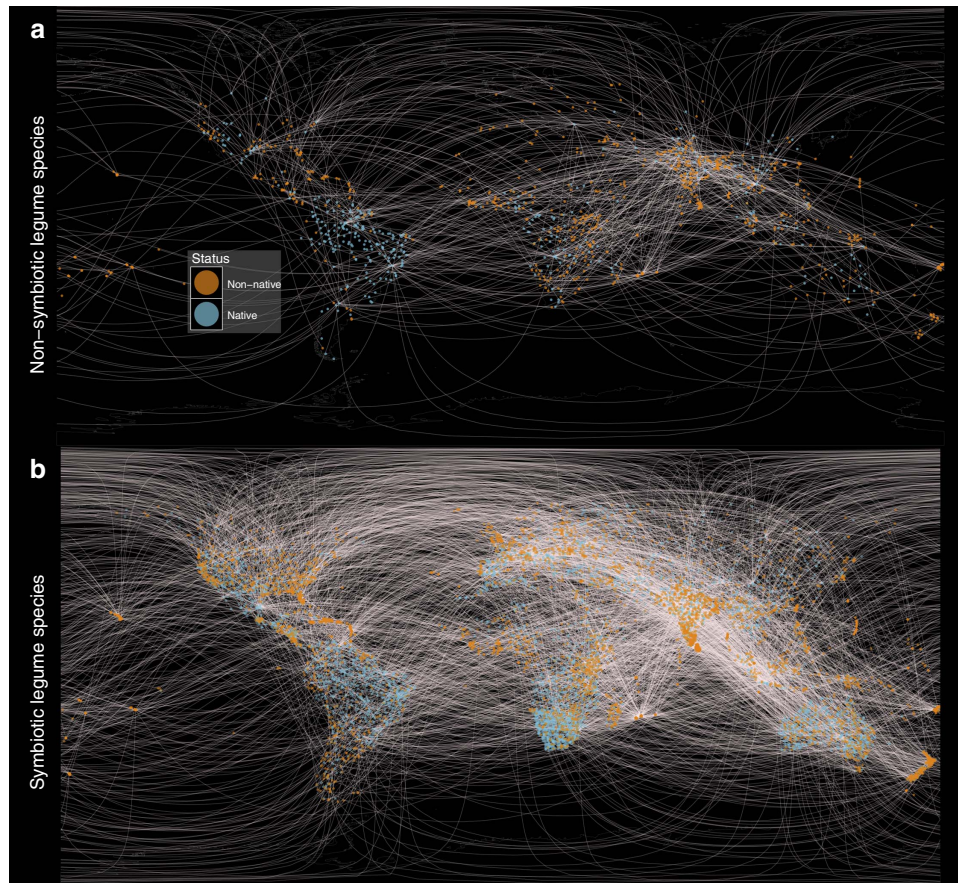 a
Non-symbiotic legume species
Status
Non-native
Native
b
Symbiotic legume species